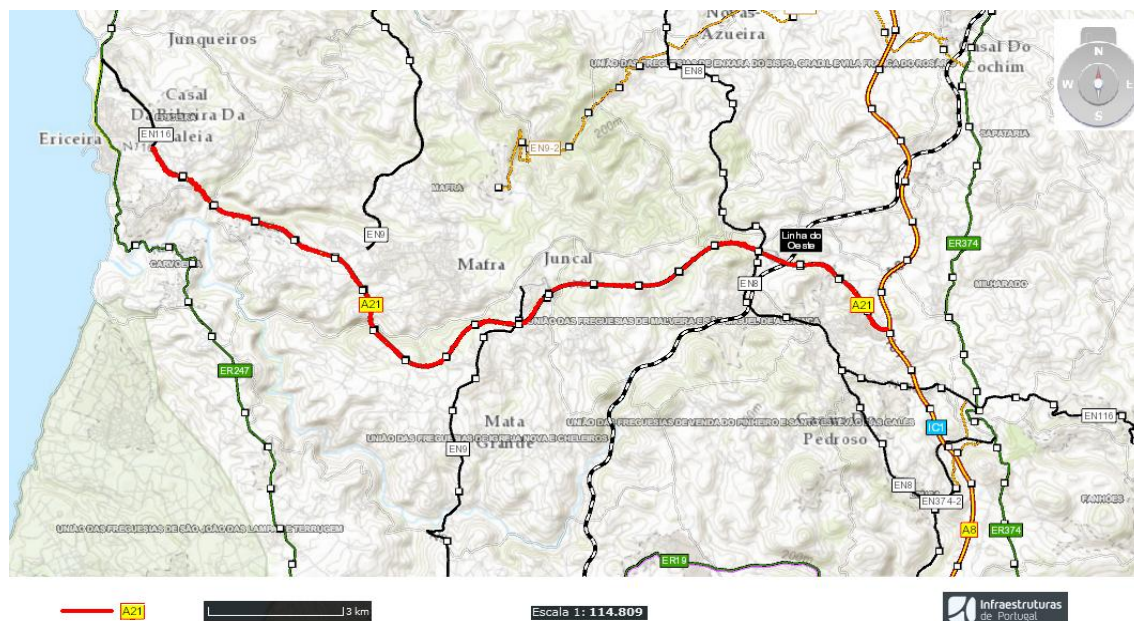 Junqueiros
Novas-
Azueira
UNIÃO DAS FREGUESIAS DE ENXARA DO BISPO, GRADIL E VILA FRANCA DO ROSÁRIO
EN8
Casal Do
Cochim
N
W
E
S
Casal
Ribeira Da
Ericeira
EN116
EN9-2
200m
SAPATARIA
MAFRA
EN9
Linha do
Oeste
ER374
CARVOEIRA
Mafra
Juncal
EN8
MILHARADO
A21
A21
UNIÃO DAS FREGUESIAS DE MALVEIRA E SÃO MIGUEL DE ALCAINÇA
ER247
Mata
Grande
UNIÃO DAS FREGUESIAS DE VENDA DO PINHEIRO E SANTO ESTÊVÃO DAS GALÉS
UNIÃO DAS FREGUESIAS DE IGREJA NOVA E CHELEIROS
Pedroso
EN116
IC1
EN9
EN8
EN374-2
FANHÕES
UNIÃO DAS FREGUESIAS DE SÃO JOÃO DAS LAMPAS E TERRUGEM
A8
ER374
ER19
200m
A21
3 km
Escala 1: 114.809
Infraestruturas
de Portugal